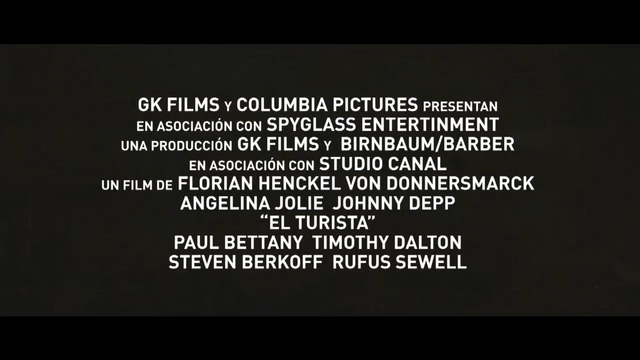 GK FILMS Y COLUMBIA PICTURES PRESENTAN
EN ASOCIACIÓN CON SPYGLASS ENTERTINMENT
UNA PRODUCCIÓN GK FILMS Y BIRNBAUM/BARBER
EN ASOCIACIÓN CON STUDIO CANAL
UN FILM DE FLORIAN HENCKEL VON DONNERSMARCK
ANGELINA JOLIE JOHNNY DEPP
“EL TURISTA”
PAUL BETTANY TIMOTHY DALTON
STEVEN BERKOFF RUFUS SEWELL